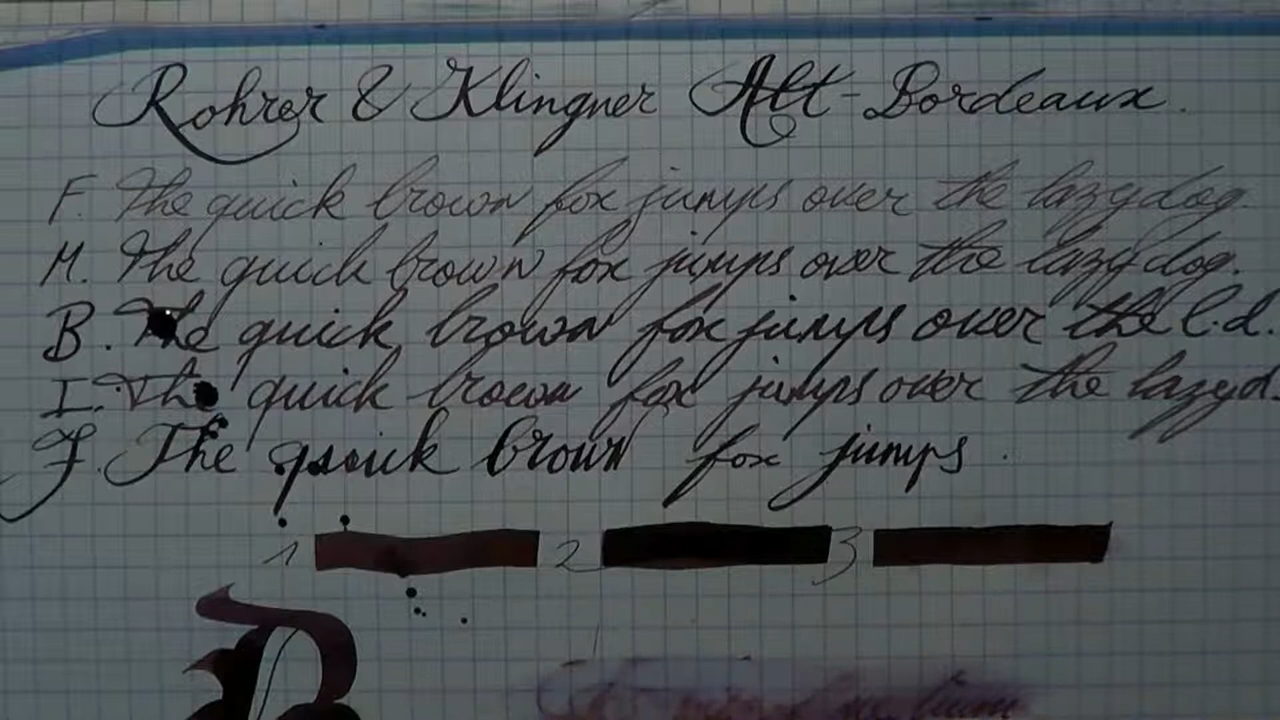 Rohrer & Klingner Alt-Bordeaux.
F. The quick brown fox jumps over the lazy dog.
M. The quick brown fox jumps over the lazy dog.
B. The quick brown fox jumps over the l.d.
I. The quick brown fox jumps over the lazy d.
F. The quick brown fox jumps.
1 2 3
B